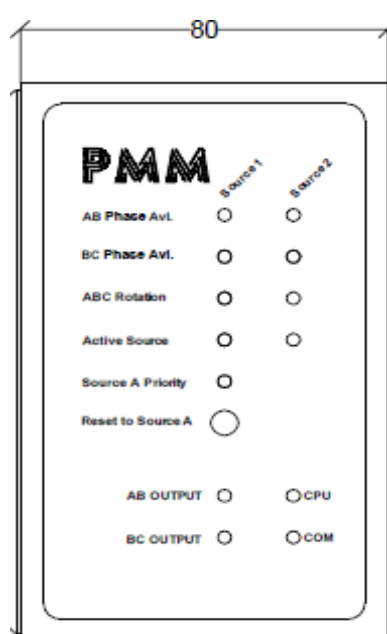 80
PMM
Source 1 Source 2
AB Phase Avl.
BC Phase Avl.
ABC Rotation
Active Source
Source A Priority
Reset to Source A
AB OUTPUT CPU
BC OUTPUT COM